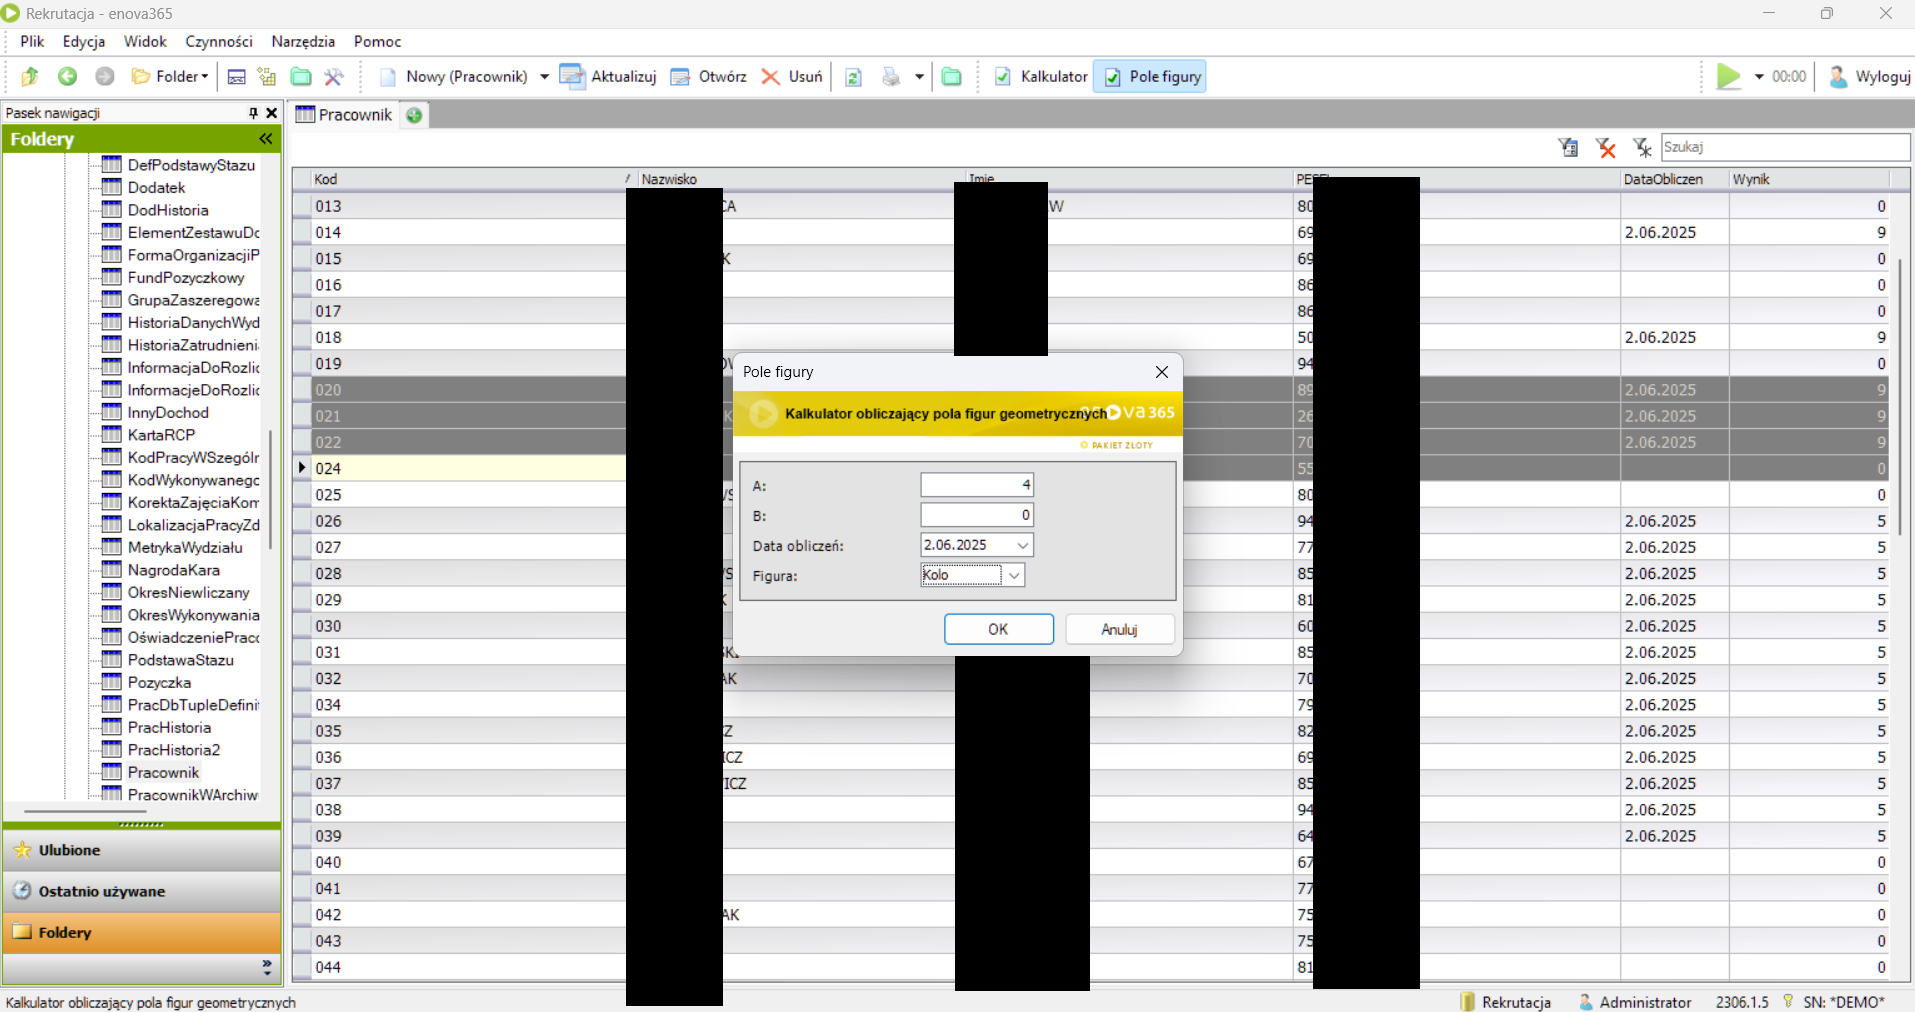 Rekrutacja - enova365
Plik Edycja Widok Czynności Narzędzia Pomoc
Folder Nowy (Pracownik) Aktualizuj Otwórz Usuń Kalkulator Pole figury 00:00 Wyloguj
Pasek nawigacji
Pracownik
Foldery
Szukaj
DefPodstawyStazu
Dodatek
DodHistoria
ElementZestawuDo
FormaOrganizacjiP
FundPozyczkowy
GrupaZaszeregowa
HistoriaDanychWyd
HistoriaZatrudnieni
InformacjaDoRozlic
InformacjeDoRozlic
InnyDochod
KartaRCP
KodPracyWSzególn
KodWykonywanego
KorektaZajęciaKom
LokalizacjaPracyZd
MetrykaWydziału
NagrodaKara
OkresNiewliczany
OkresWykonywania
OświadczeniePraco
PodstawaStazu
Pozyczka
PracDbTupleDefinit
PracHistoria
PracHistoria2
Pracownik
PracownikWArchiw
Ulubione
Ostatnio używane
Foldery
Kod Nazwisko Imię DataObliczen Wynik
013 CA W 80 0
014 69 2.06.2025 9
015 K 69 0
016 86 0
017 86 0
018 50 2.06.2025 9
019 94 0
020 89 2.06.2025 9
021 K 26 2.06.2025 9
022 70 2.06.2025 9
024 55 0
025 80 0
026 94 2.06.2025 5
027 77 2.06.2025 5
028 85 2.06.2025 5
029 K 81 2.06.2025 5
030 60 2.06.2025 5
031 85 2.06.2025 5
032 AK 70 2.06.2025 5
034 79 2.06.2025 5
035 CZ 82 2.06.2025 5
036 ICZ 69 2.06.2025 5
037 ICZ 85 2.06.2025 5
038 94 2.06.2025 5
039 64 2.06.2025 5
040 67 0
041 77 0
042 AK 75 0
043 75 0
044 81 0
Pole figury
Kalkulator obliczający pola figur geometrycznych
enova365
PAKIET ZŁOTY
A: 4
B: 0
Data obliczeń: 2.06.2025
Figura: Kolo
OK Anuluj
Kalkulator obliczający pola figur geometrycznych
Rekrutacja Administrator 2306.1.5 SN: *DEMO*